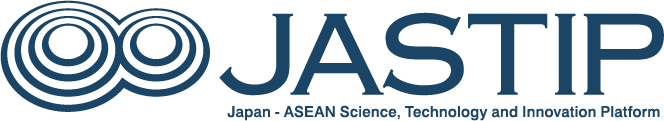 JASTIP
Japan - ASEAN Science, Technology and Innovation Platform